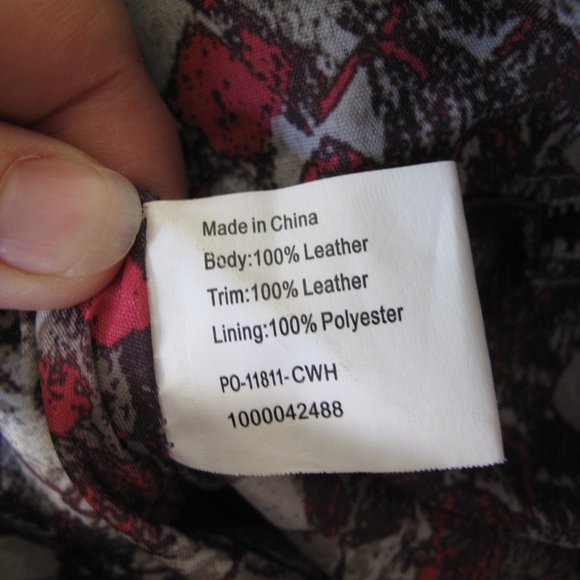 Made in China
Body:100% Leather
Trim:100% Leather
Lining:100% Polyester
PO-11811-CWH
1000042488